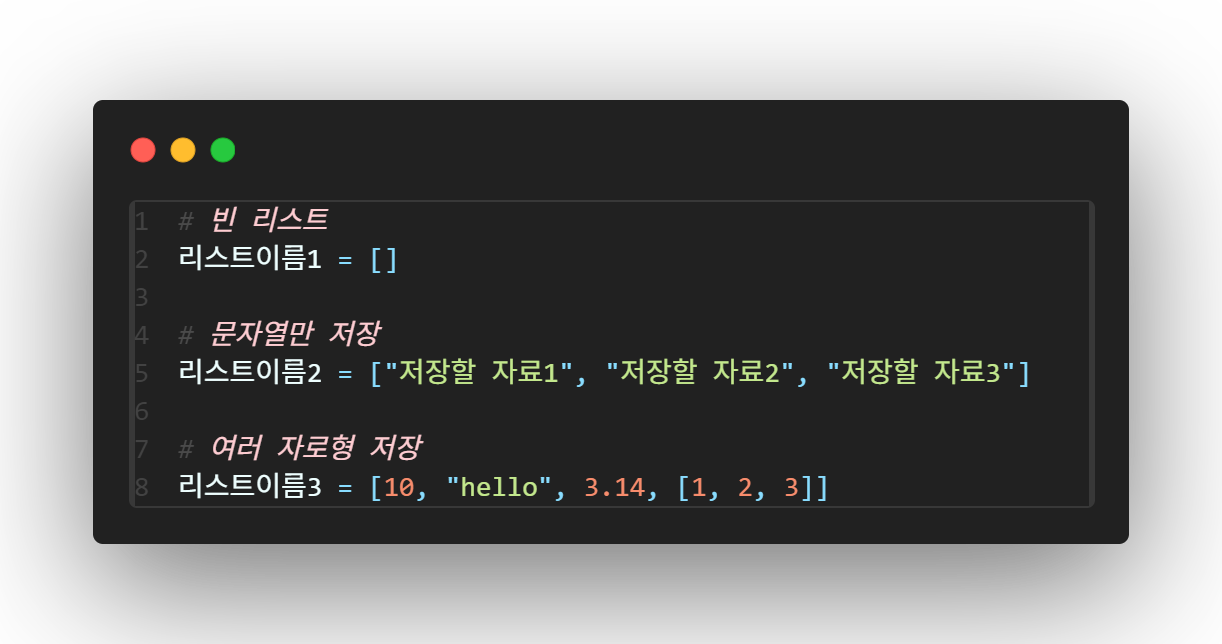 1 # 빈 리스트
2 리스트이름1 = []
3
4 # 문자열만 저장
5 리스트이름2 = ["저장할 자료1", "저장할 자료2", "저장할 자료3"]
6
7 # 여러 자로형 저장
8 리스트이름3 = [10, "hello", 3.14, [1, 2, 3]]